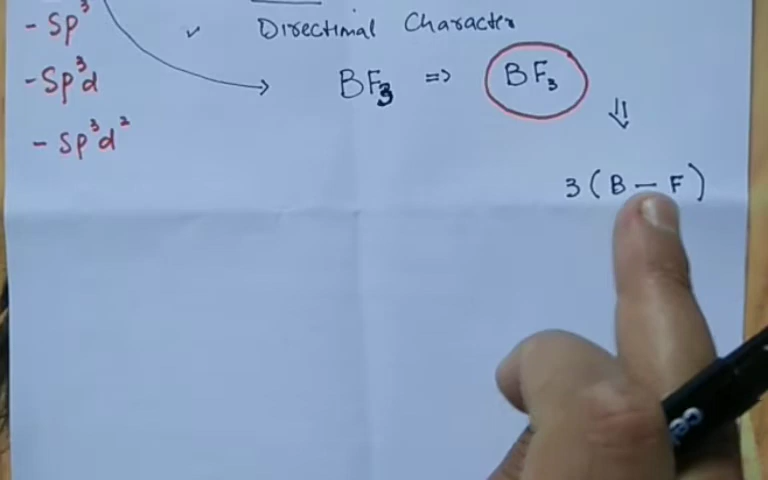 - Sp³
✓ Directional Character
- Sp³d
BF₃ => BF₃
- Sp³d²
⇓
3 ( B — F )